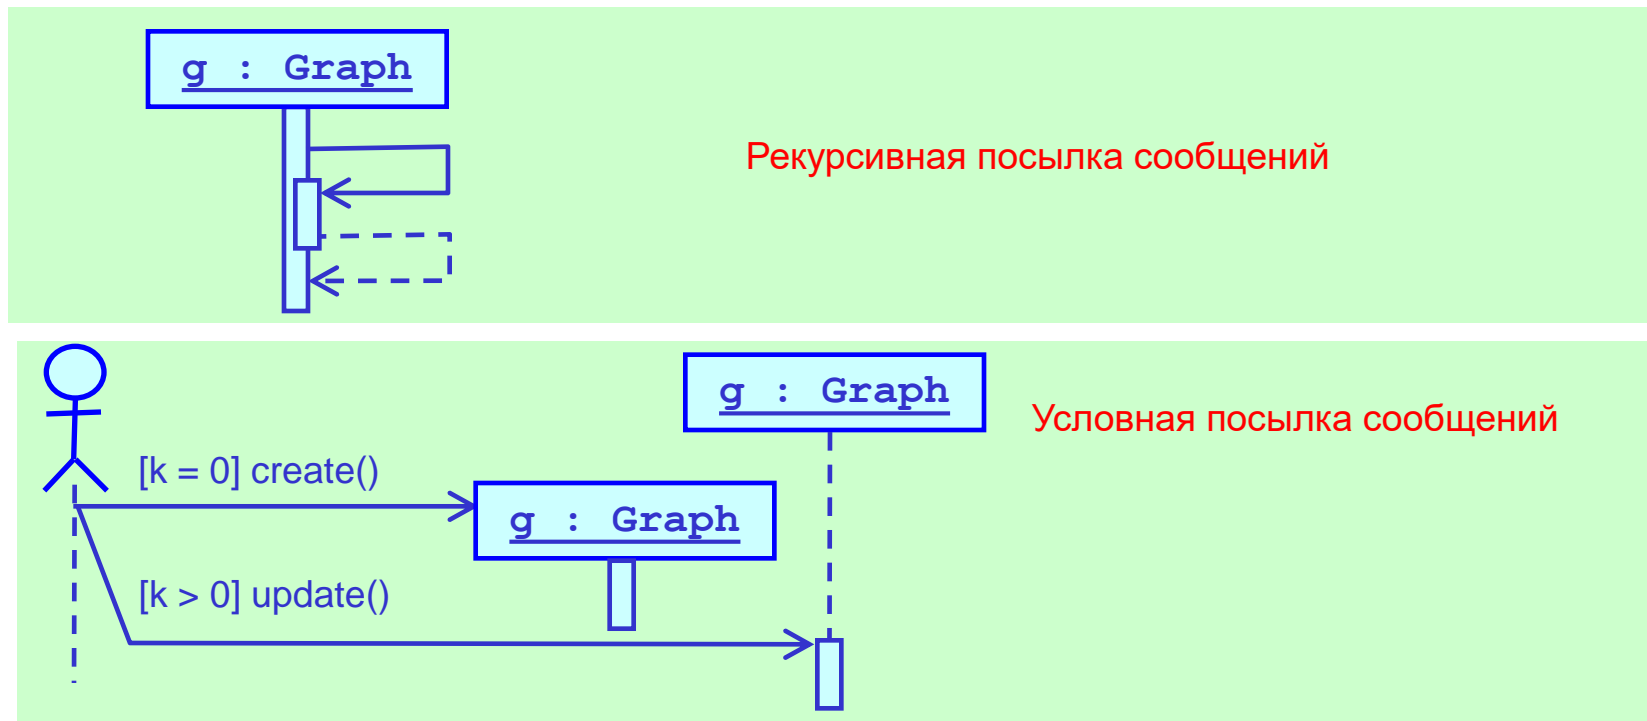 g : Graph
Рекурсивная посылка сообщений
g : Graph
Условная посылка сообщений
[k = 0] create()
g : Graph
[k > 0] update()